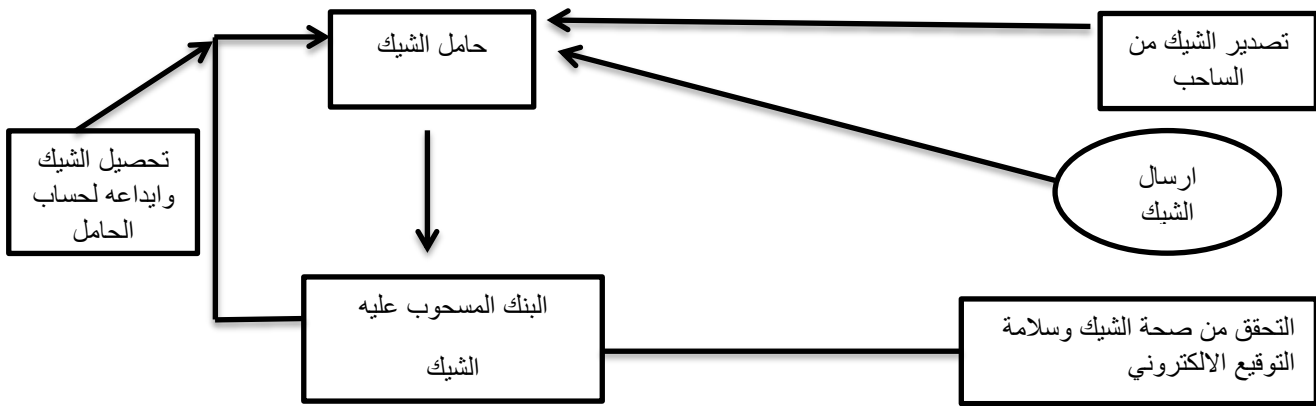 حامل الشيك
تصدير الشيك من
الساحب
تحصيل الشيك
وايداعه لحساب
الحامل
ارسال
الشيك
البنك المسحوب عليه
الشيك
التحقق من صحة الشيك وسلامة
التوقيع الالكتروني